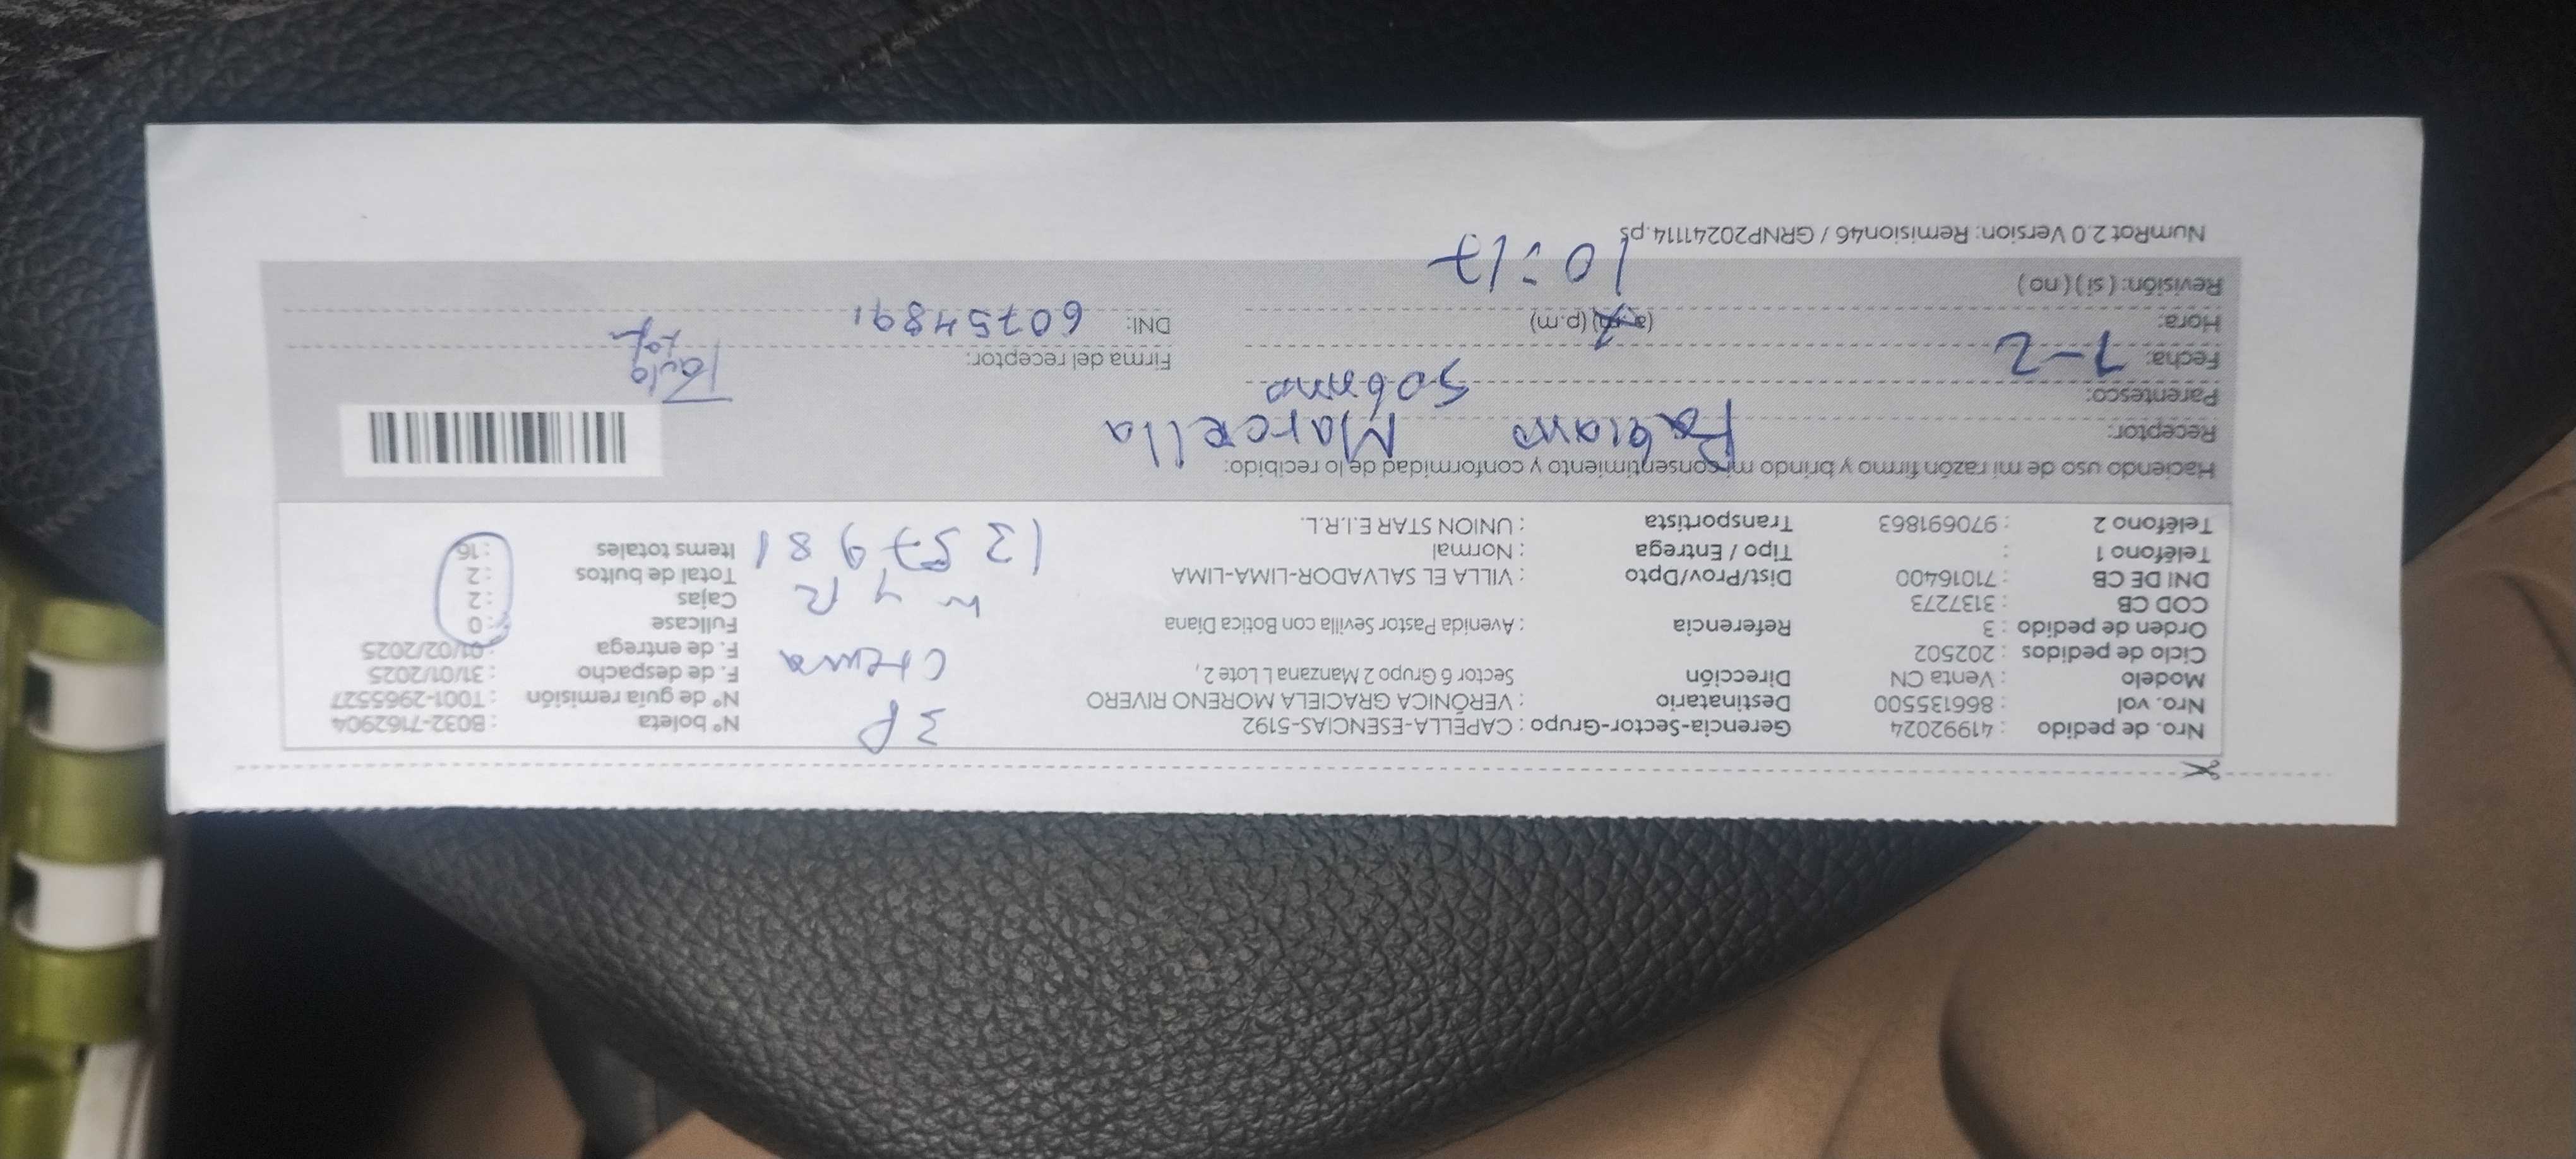 Nro. de pedido : 41992024 Gerencia-Sector-Grupo : CAPELLA-ESENCIAS-5192 3P N° boleta : B032-71629904
Nro. vol : 866135500 Destinatario : VERÓNICA GRACIELA MORENO RIVERO N° de guía remisión : T001-2965527
Modelo : Venta CN Dirección Sector 6 Grupo 2 Manzana L Lote 2, crema F. de despacho : 31/01/2025
Ciclo de pedidos : 202502 F. de entrega : 01/02/2025
Orden de pedido : 3 Referencia : Avenida Pastor Sevilla con Botica Diana Fullcase : 0
COD CB : 3137273 Cajas : 2
DNI DE CB : 71016400 Dist/Prov/Dpto : VILLA EL SALVADOR-LIMA-LIMA Total de bultos : 2
Teléfono 1 : Tipo / Entrega : Normal 1257981 Items totales : 16
Teléfono 2 : 970691863 Transportista : UNION STAR E.I.R.L.
Haciendo uso de mi razón firmo y brindo mi consentimiento y conformidad de lo recibido:
Receptor: Fabiano Marcella
Parentesco: Sobrino
Fecha: 1-2 Firma del receptor:
Hora: (a.m) (p.m) DNI: 60754891
Revisión: ( si ) ( no ) 10:17
NumRot 2.0 Version: Remision46 / GRNP20241114.ps